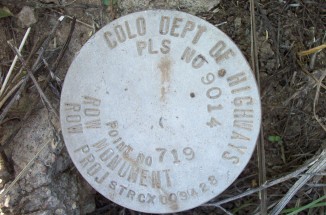 COLO DEPT OF HIGHWAYS
PLS NO 9014
POINT NO 719
ROW MONUMENT
ROW PROJ